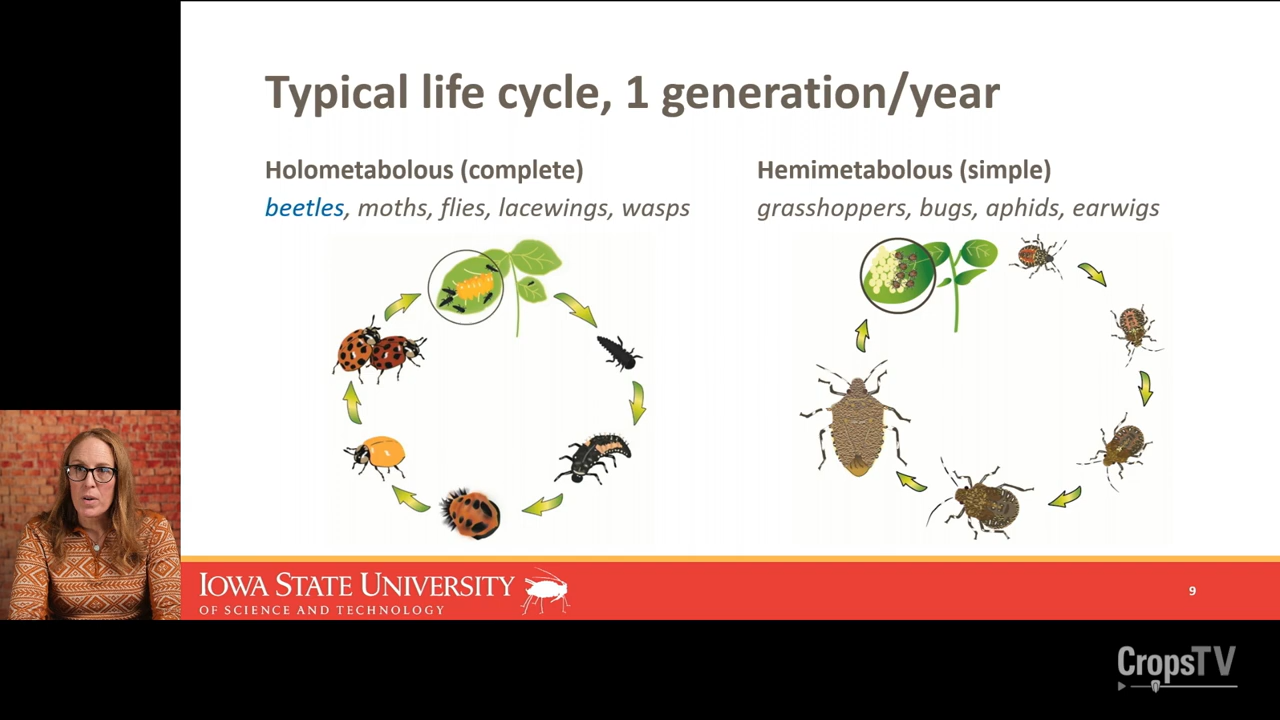 Typical life cycle, 1 generation/year
Holometabolous (complete)
beetles, moths, flies, lacewings, wasps
Hemimetabolous (simple)
grasshoppers, bugs, aphids, earwigs
IOWA STATE UNIVERSITY
OF SCIENCE AND TECHNOLOGY
9
CropsTV